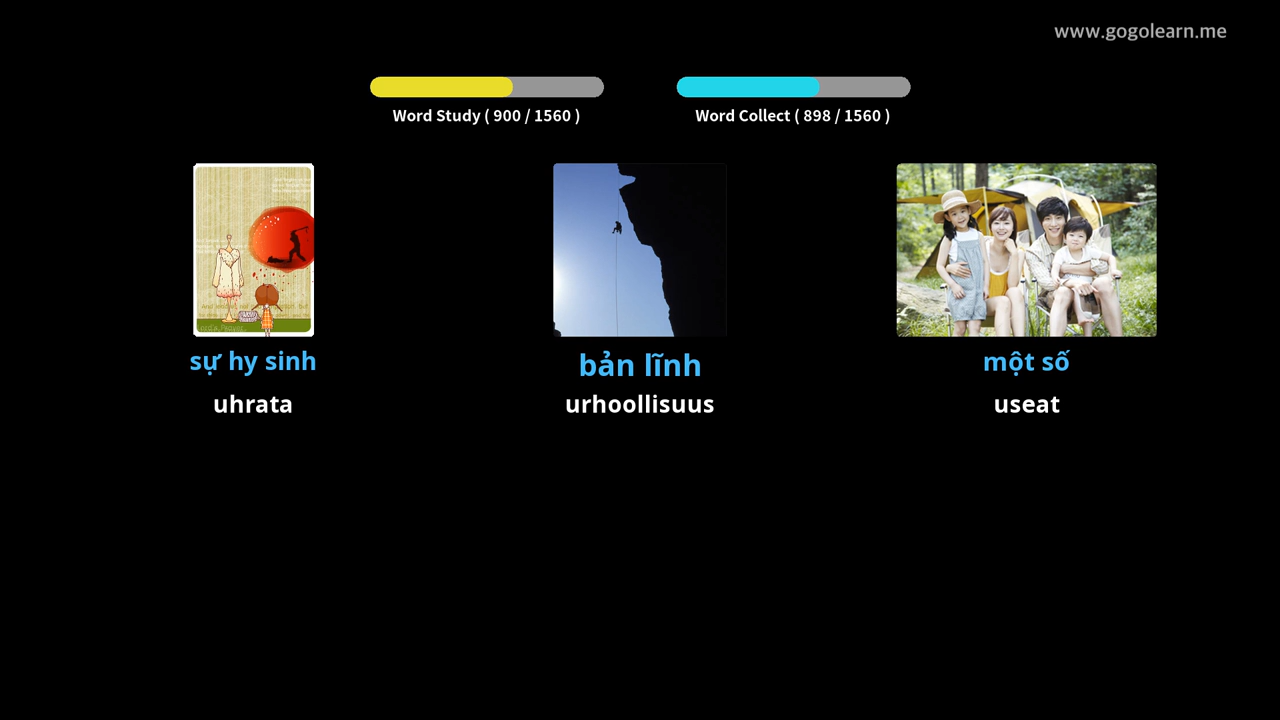 www.gogolearn.me
Word Study ( 900 / 1560 )
Word Collect ( 898 / 1560 )
sự hy sinh
bản lĩnh
một số
uhrata
urhoollisuus
useat